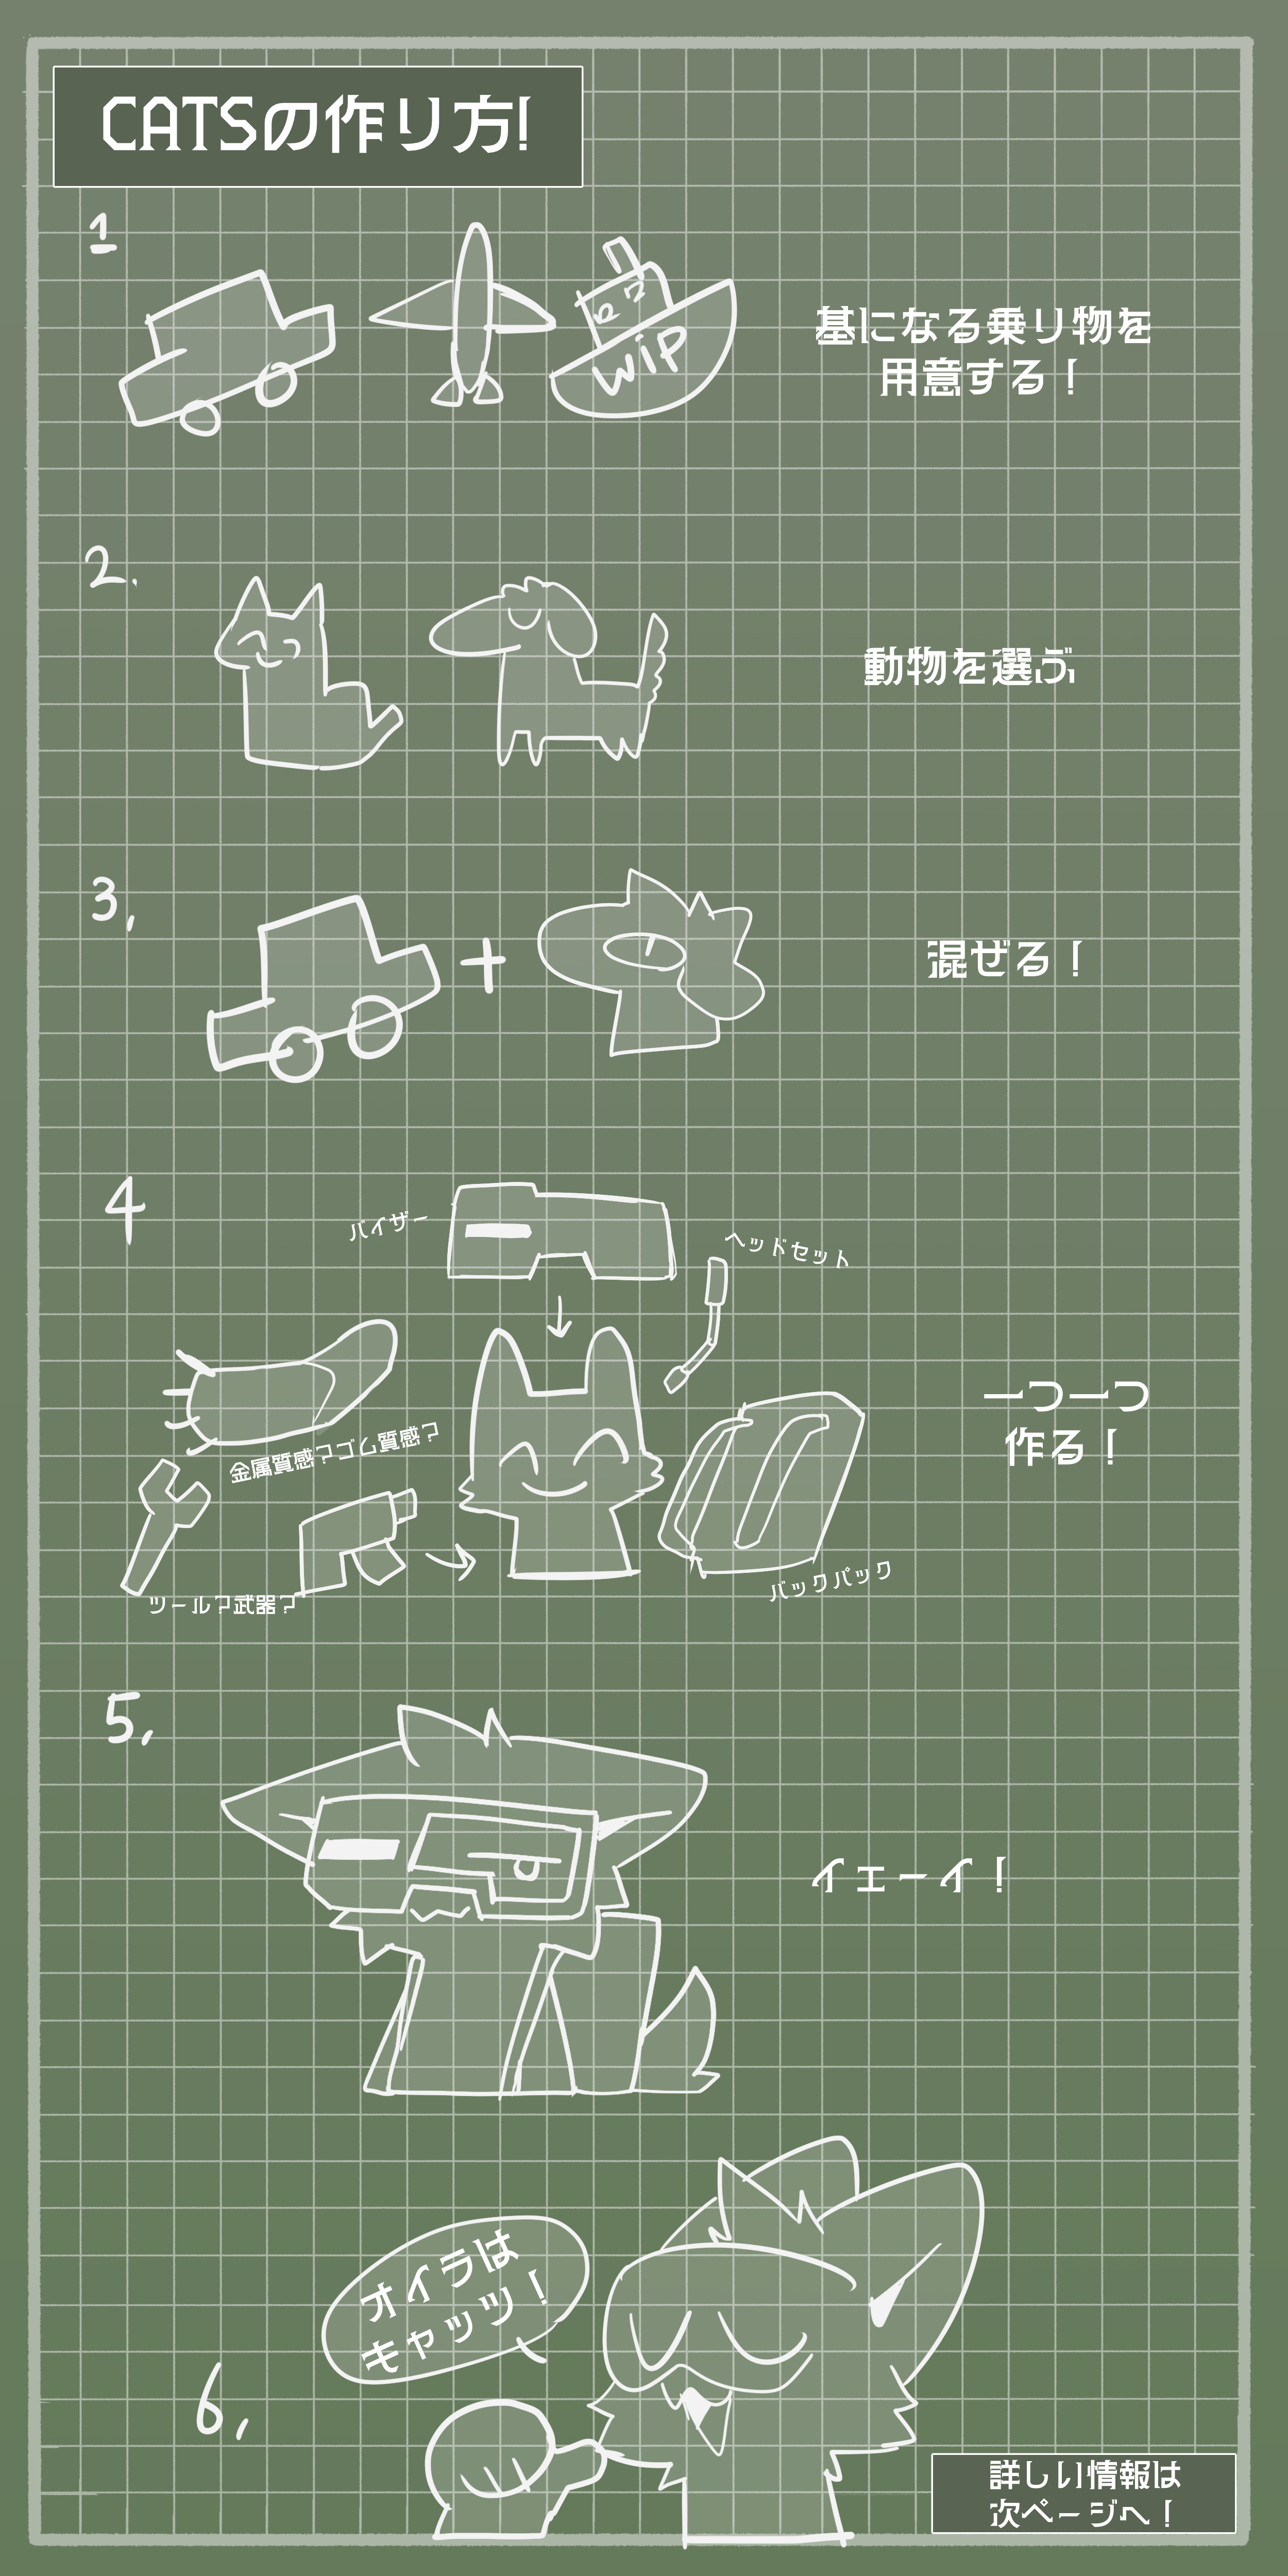 CATSの作り方!
1
WiP
基になる乗り物を
用意する！
2.
動物を選ぶ
3,
+
混ぜる！
4
バイザー
ヘッドセット
金属質感？ゴム質感？
ツール？武器？
バックパック
一つ一つ
作る！
5,
イェーイ！
オイラは
キャッツ！
6,
詳しい情報は
次ページへ！